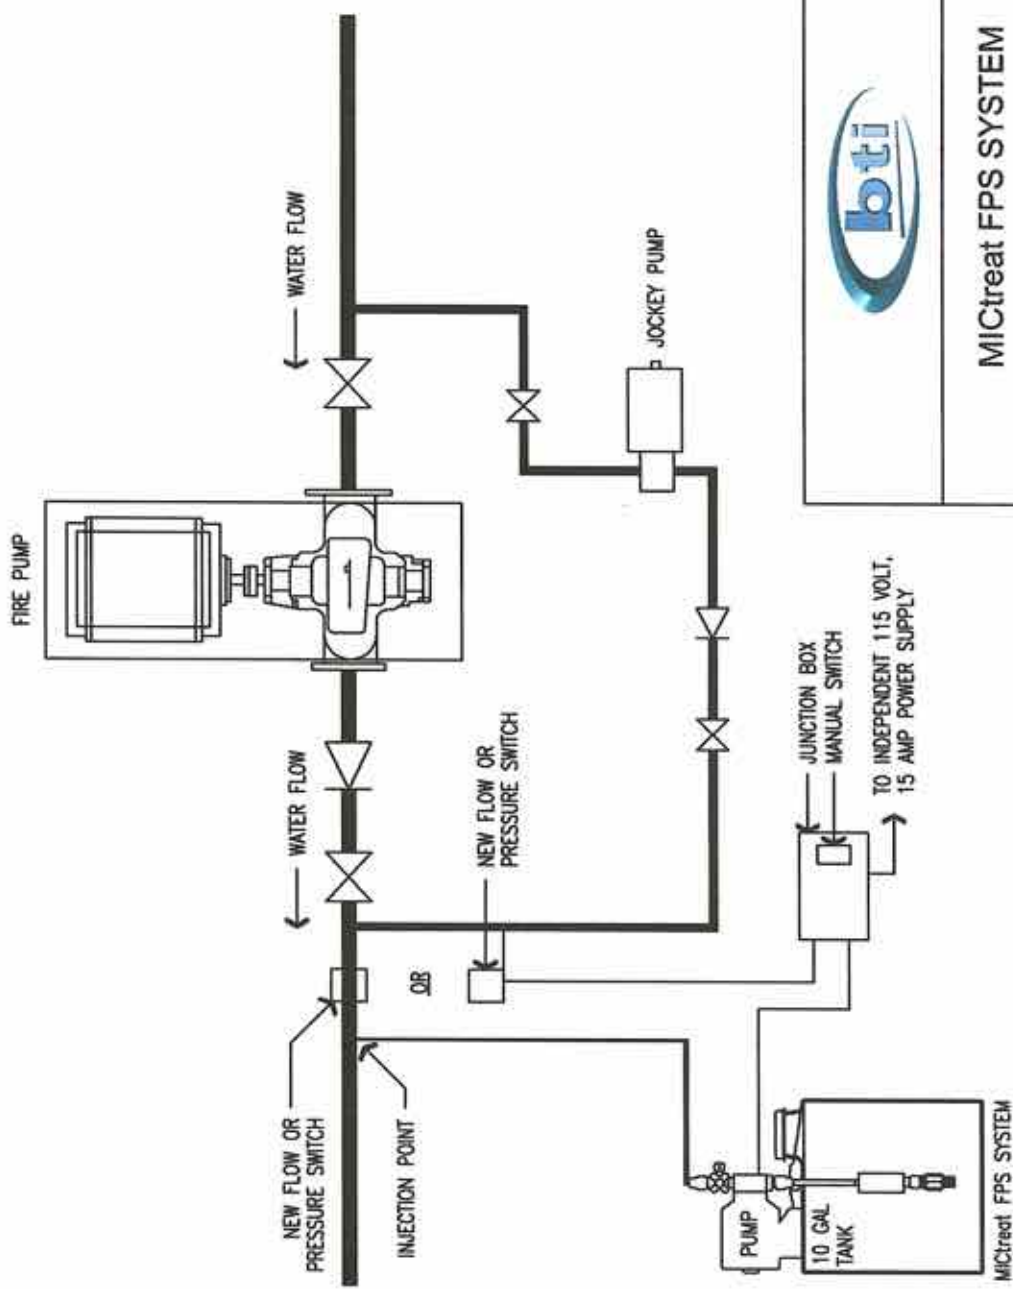 FIRE PUMP
WATER FLOW
WATER FLOW
NEW FLOW OR
PRESSURE SWITCH
OR
NEW FLOW OR
PRESSURE SWITCH
INJECTION POINT
JOCKEY PUMP
JUNCTION BOX
MANUAL SWITCH
TO INDEPENDENT 115 VOLT,
15 AMP POWER SUPPLY
PUMP
10 GAL
TANK
MICtreat FPS SYSTEM
bti
MICtreat FPS SYSTEM